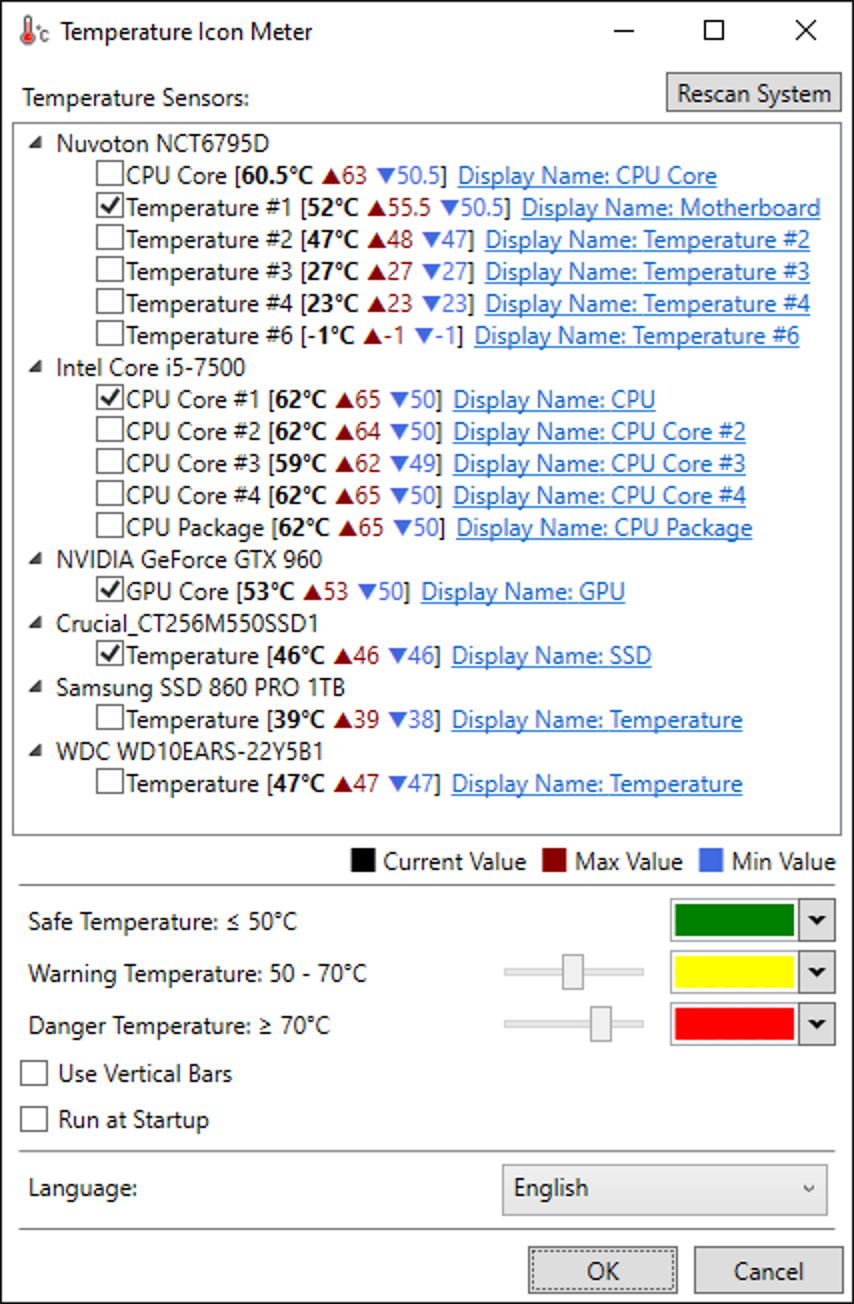 Temperature Icon Meter
Temperature Sensors:
Rescan System
Nuvoton NCT6795D
CPU Core [60.5°C ▲63 ▼50.5] Display Name: CPU Core
Temperature #1 [52°C ▲55.5 ▼50.5] Display Name: Motherboard
Temperature #2 [47°C ▲48 ▼47] Display Name: Temperature #2
Temperature #3 [27°C ▲27 ▼27] Display Name: Temperature #3
Temperature #4 [23°C ▲23 ▼23] Display Name: Temperature #4
Temperature #6 [-1°C ▲-1 ▼-1] Display Name: Temperature #6
Intel Core i5-7500
CPU Core #1 [62°C ▲65 ▼50] Display Name: CPU
CPU Core #2 [62°C ▲64 ▼50] Display Name: CPU Core #2
CPU Core #3 [59°C ▲62 ▼49] Display Name: CPU Core #3
CPU Core #4 [62°C ▲65 ▼50] Display Name: CPU Core #4
CPU Package [62°C ▲65 ▼50] Display Name: CPU Package
NVIDIA GeForce GTX 960
GPU Core [53°C ▲53 ▼50] Display Name: GPU
Crucial_CT256M550SSD1
Temperature [46°C ▲46 ▼46] Display Name: SSD
Samsung SSD 860 PRO 1TB
Temperature [39°C ▲39 ▼38] Display Name: Temperature
WDC WD10EARS-22Y5B1
Temperature [47°C ▲47 ▼47] Display Name: Temperature
Current Value Max Value Min Value
Safe Temperature: ≤ 50°C
Warning Temperature: 50 - 70°C
Danger Temperature: ≥ 70°C
Use Vertical Bars
Run at Startup
Language:
English
OK
Cancel